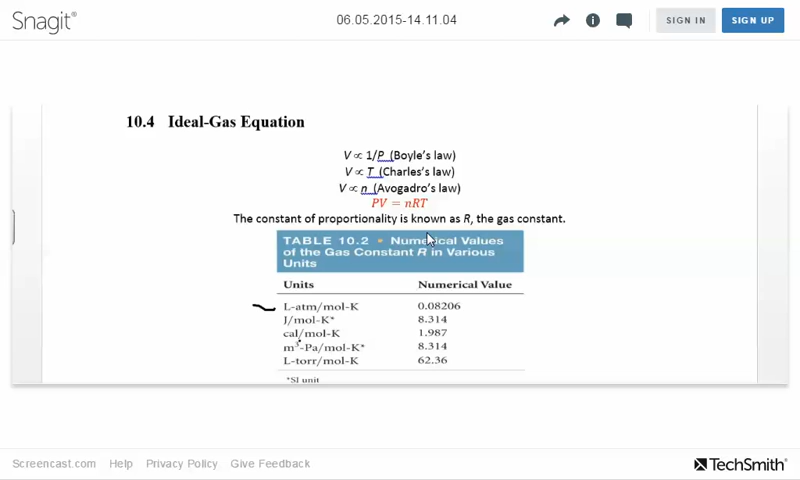 Snagit®
06.05.2015-14.11.04
SIGN IN
SIGN UP
10.4 Ideal-Gas Equation
V ∝ 1/P (Boyle's law)
V ∝ T (Charles's law)
V ∝ n (Avogadro's law)
PV = nRT
The constant of proportionality is known as R, the gas constant.
TABLE 10.2 • Numerical Values
of the Gas Constant R in Various
Units
Units Numerical Value
L-atm/mol-K 0.08206
J/mol-K* 8.314
cal/mol-K 1.987
m³-Pa/mol-K* 8.314
L-torr/mol-K 62.36
*SI unit
Screencast.com Help Privacy Policy Give Feedback
TechSmith®